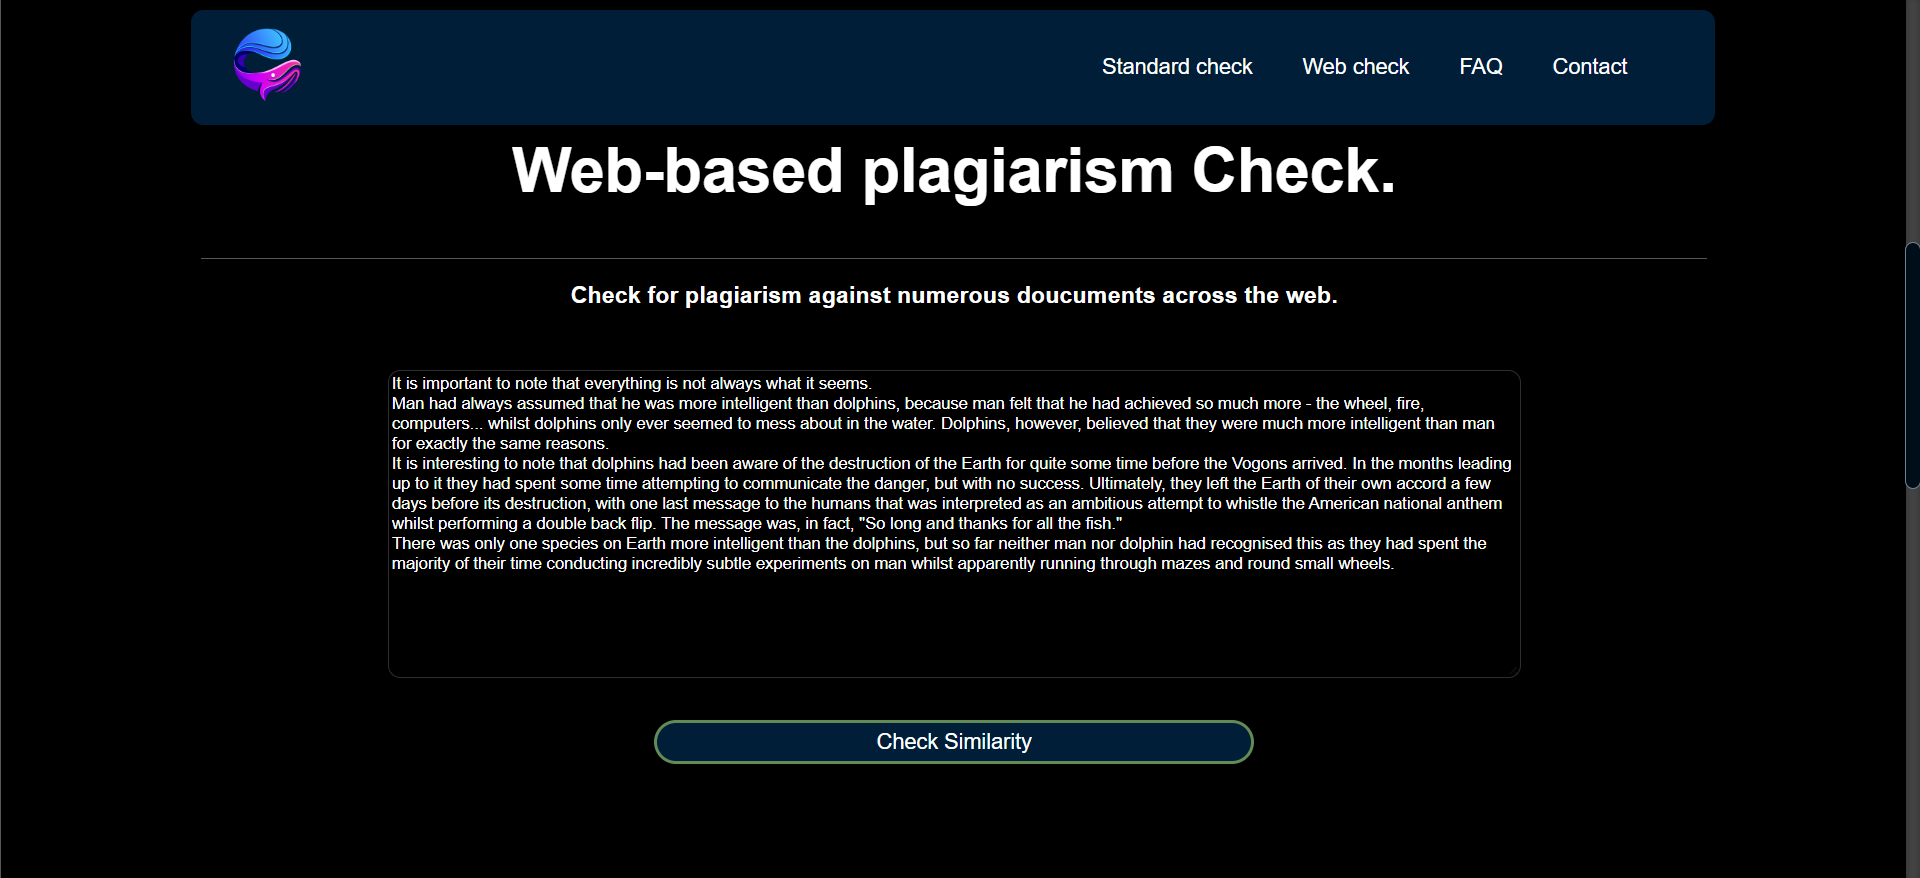 Standard check
Web check
FAQ
Contact
Web-based plagiarism Check.
Check for plagiarism against numerous doucuments across the web.
It is important to note that everything is not always what it seems.
Man had always assumed that he was more intelligent than dolphins, because man felt that he had achieved so much more - the wheel, fire,
computers... whilst dolphins only ever seemed to mess about in the water. Dolphins, however, believed that they were much more intelligent than man
for exactly the same reasons.
It is interesting to note that dolphins had been aware of the destruction of the Earth for quite some time before the Vogons arrived. In the months leading
up to it they had spent some time attempting to communicate the danger, but with no success. Ultimately, they left the Earth of their own accord a few
days before its destruction, with one last message to the humans that was interpreted as an ambitious attempt to whistle the American national anthem
whilst performing a double back flip. The message was, in fact, "So long and thanks for all the fish."
There was only one species on Earth more intelligent than the dolphins, but so far neither man nor dolphin had recognised this as they had spent the
majority of their time conducting incredibly subtle experiments on man whilst apparently running through mazes and round small wheels.
Check Similarity